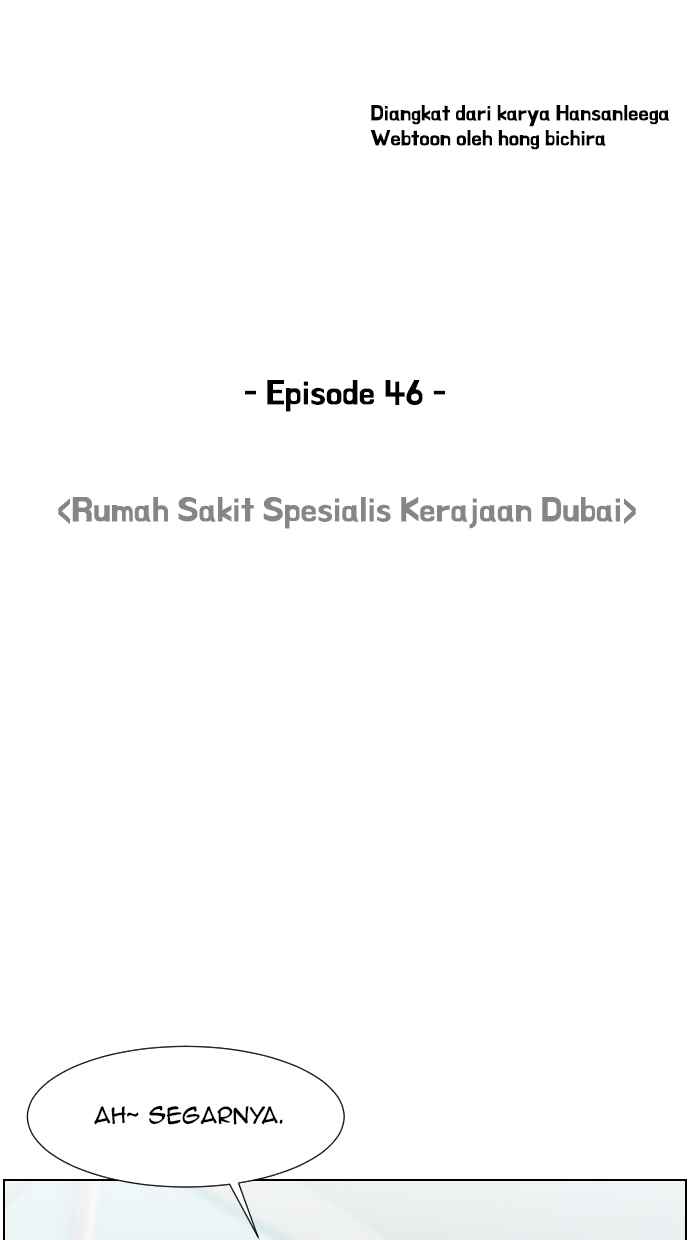 Diangkat dari karya Hansanleega
Webtoon oleh hong bichira
- Episode 46 -
<Rumah Sakit Spesialis Kerajaan Dubai>
AH~ SEGARNYA.